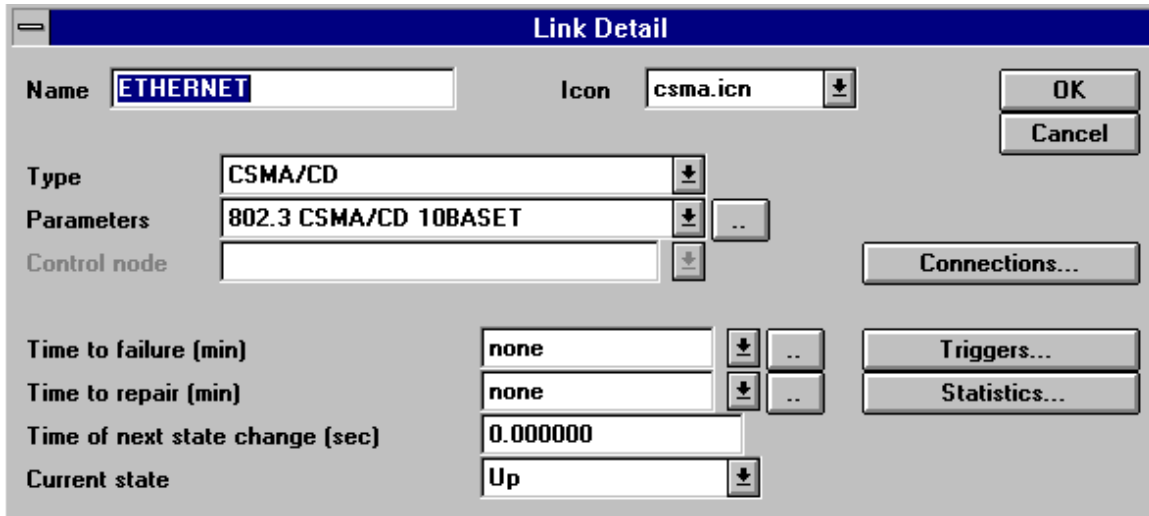 Link Detail
Name ETHERNET Icon csma.icn OK
Cancel
Type CSMA/CD
Parameters 802.3 CSMA/CD 10BASET ..
Control node Connections...
Time to failure (min) none .. Triggers...
Time to repair (min) none .. Statistics...
Time of next state change (sec) 0.000000
Current state Up